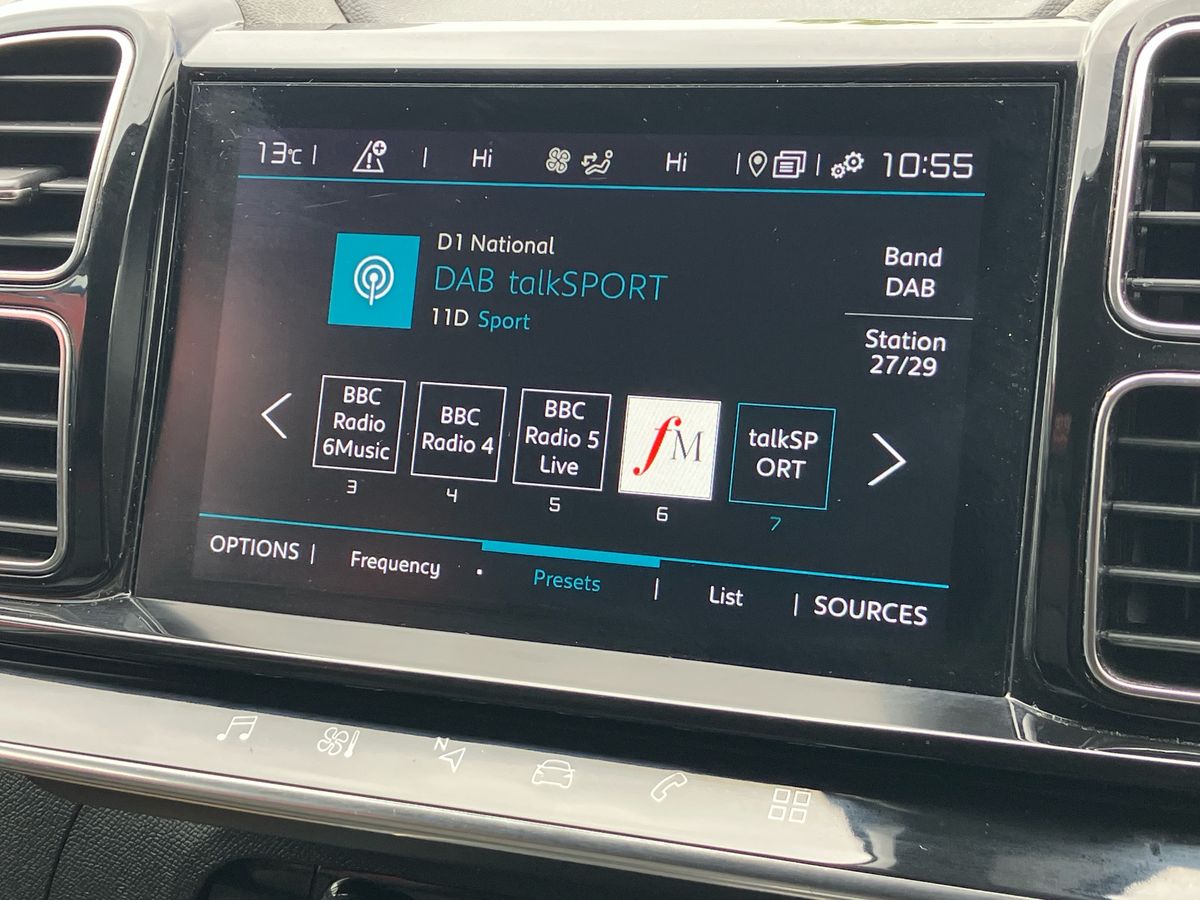 13°C | | Hi Hi | | 10:55
D1 National
DAB talkSPORT
11D Sport
Band
DAB
Station
27/29
BBC
Radio
6Music
3
BBC
Radio 4
4
BBC
Radio 5
Live
5
fM
6
talkSP
ORT
7
OPTIONS | Frequency · Presets | List | SOURCES
N